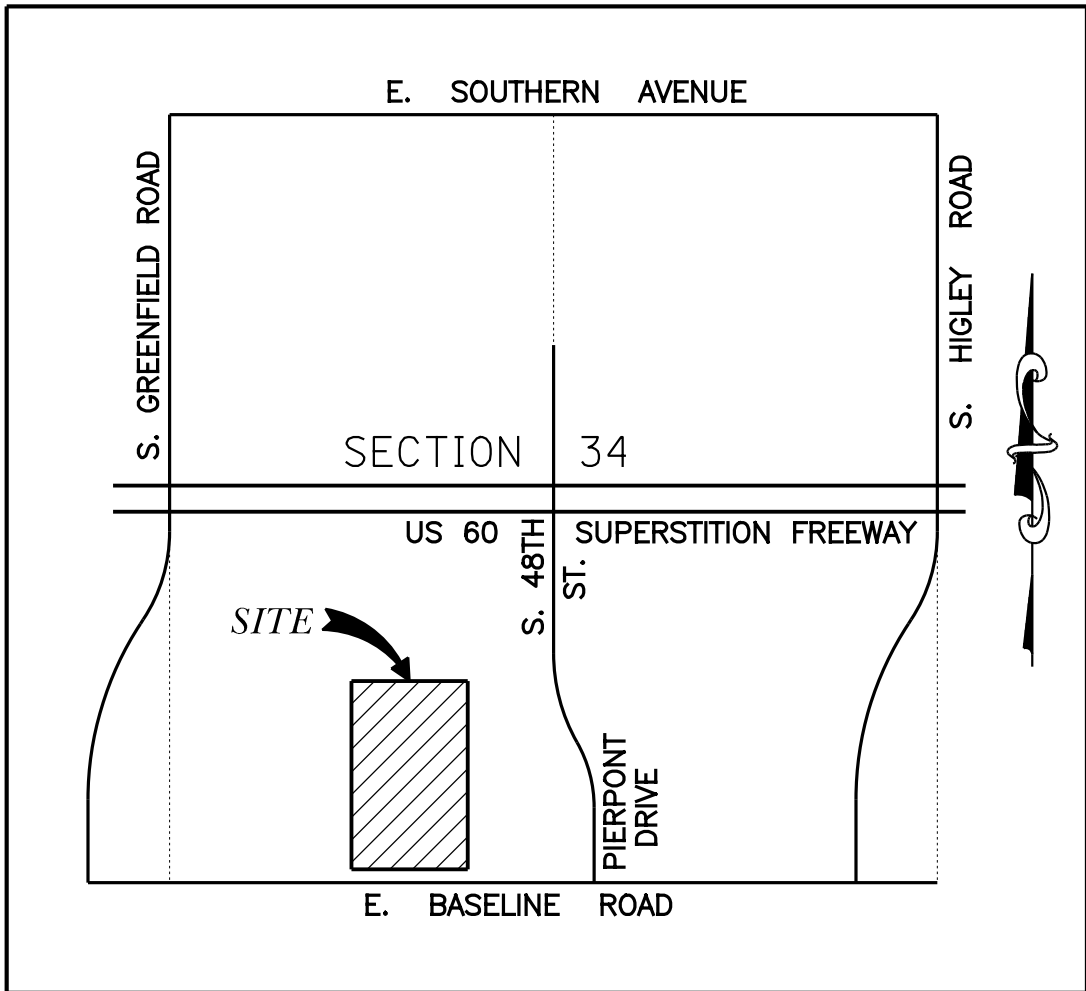 E. SOUTHERN AVENUE
S. GREENFIELD ROAD
S. HIGLEY ROAD
SECTION 34
US 60 SUPERSTITION FREEWAY
S. 48TH
ST.
SITE
PIERPONT
DRIVE
E. BASELINE ROAD